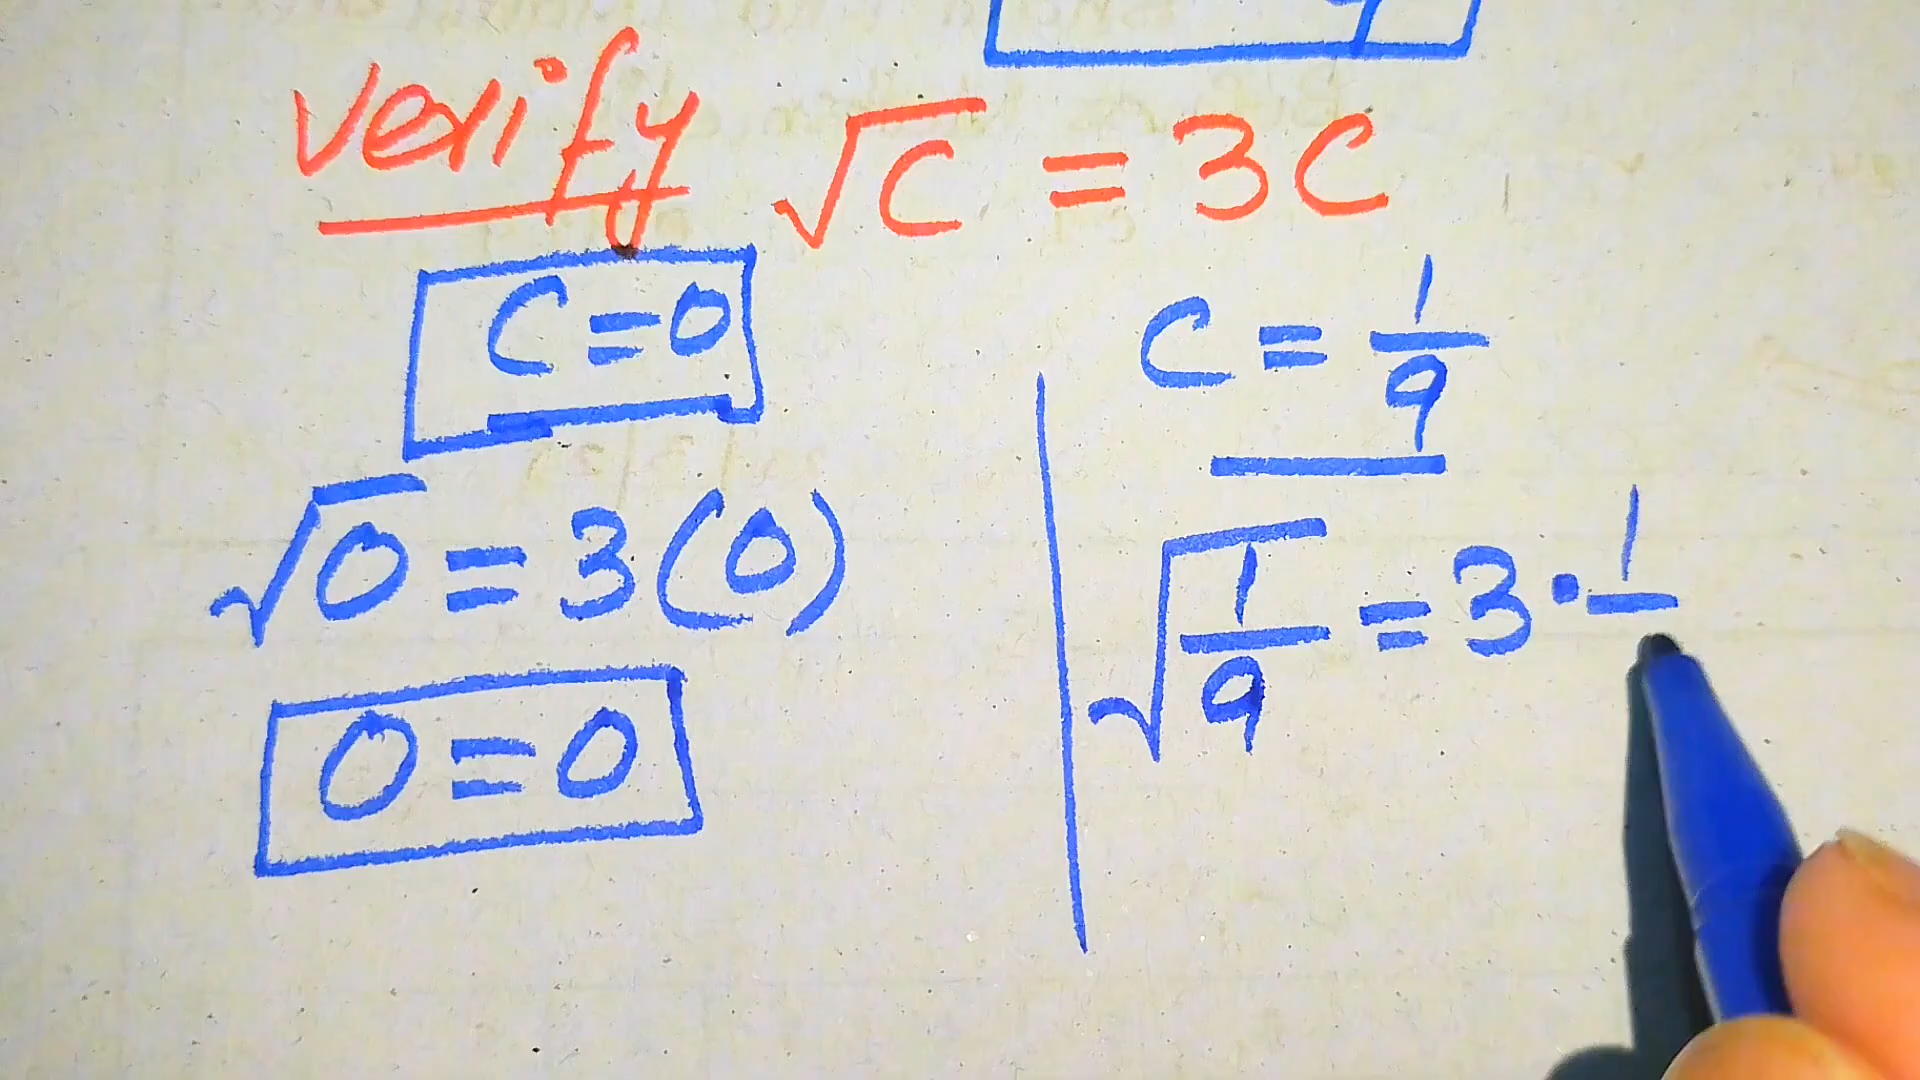 verify √C = 3C
C=0
√0 = 3(0)
0=0
C = 1/9
√1/9 = 3·1/